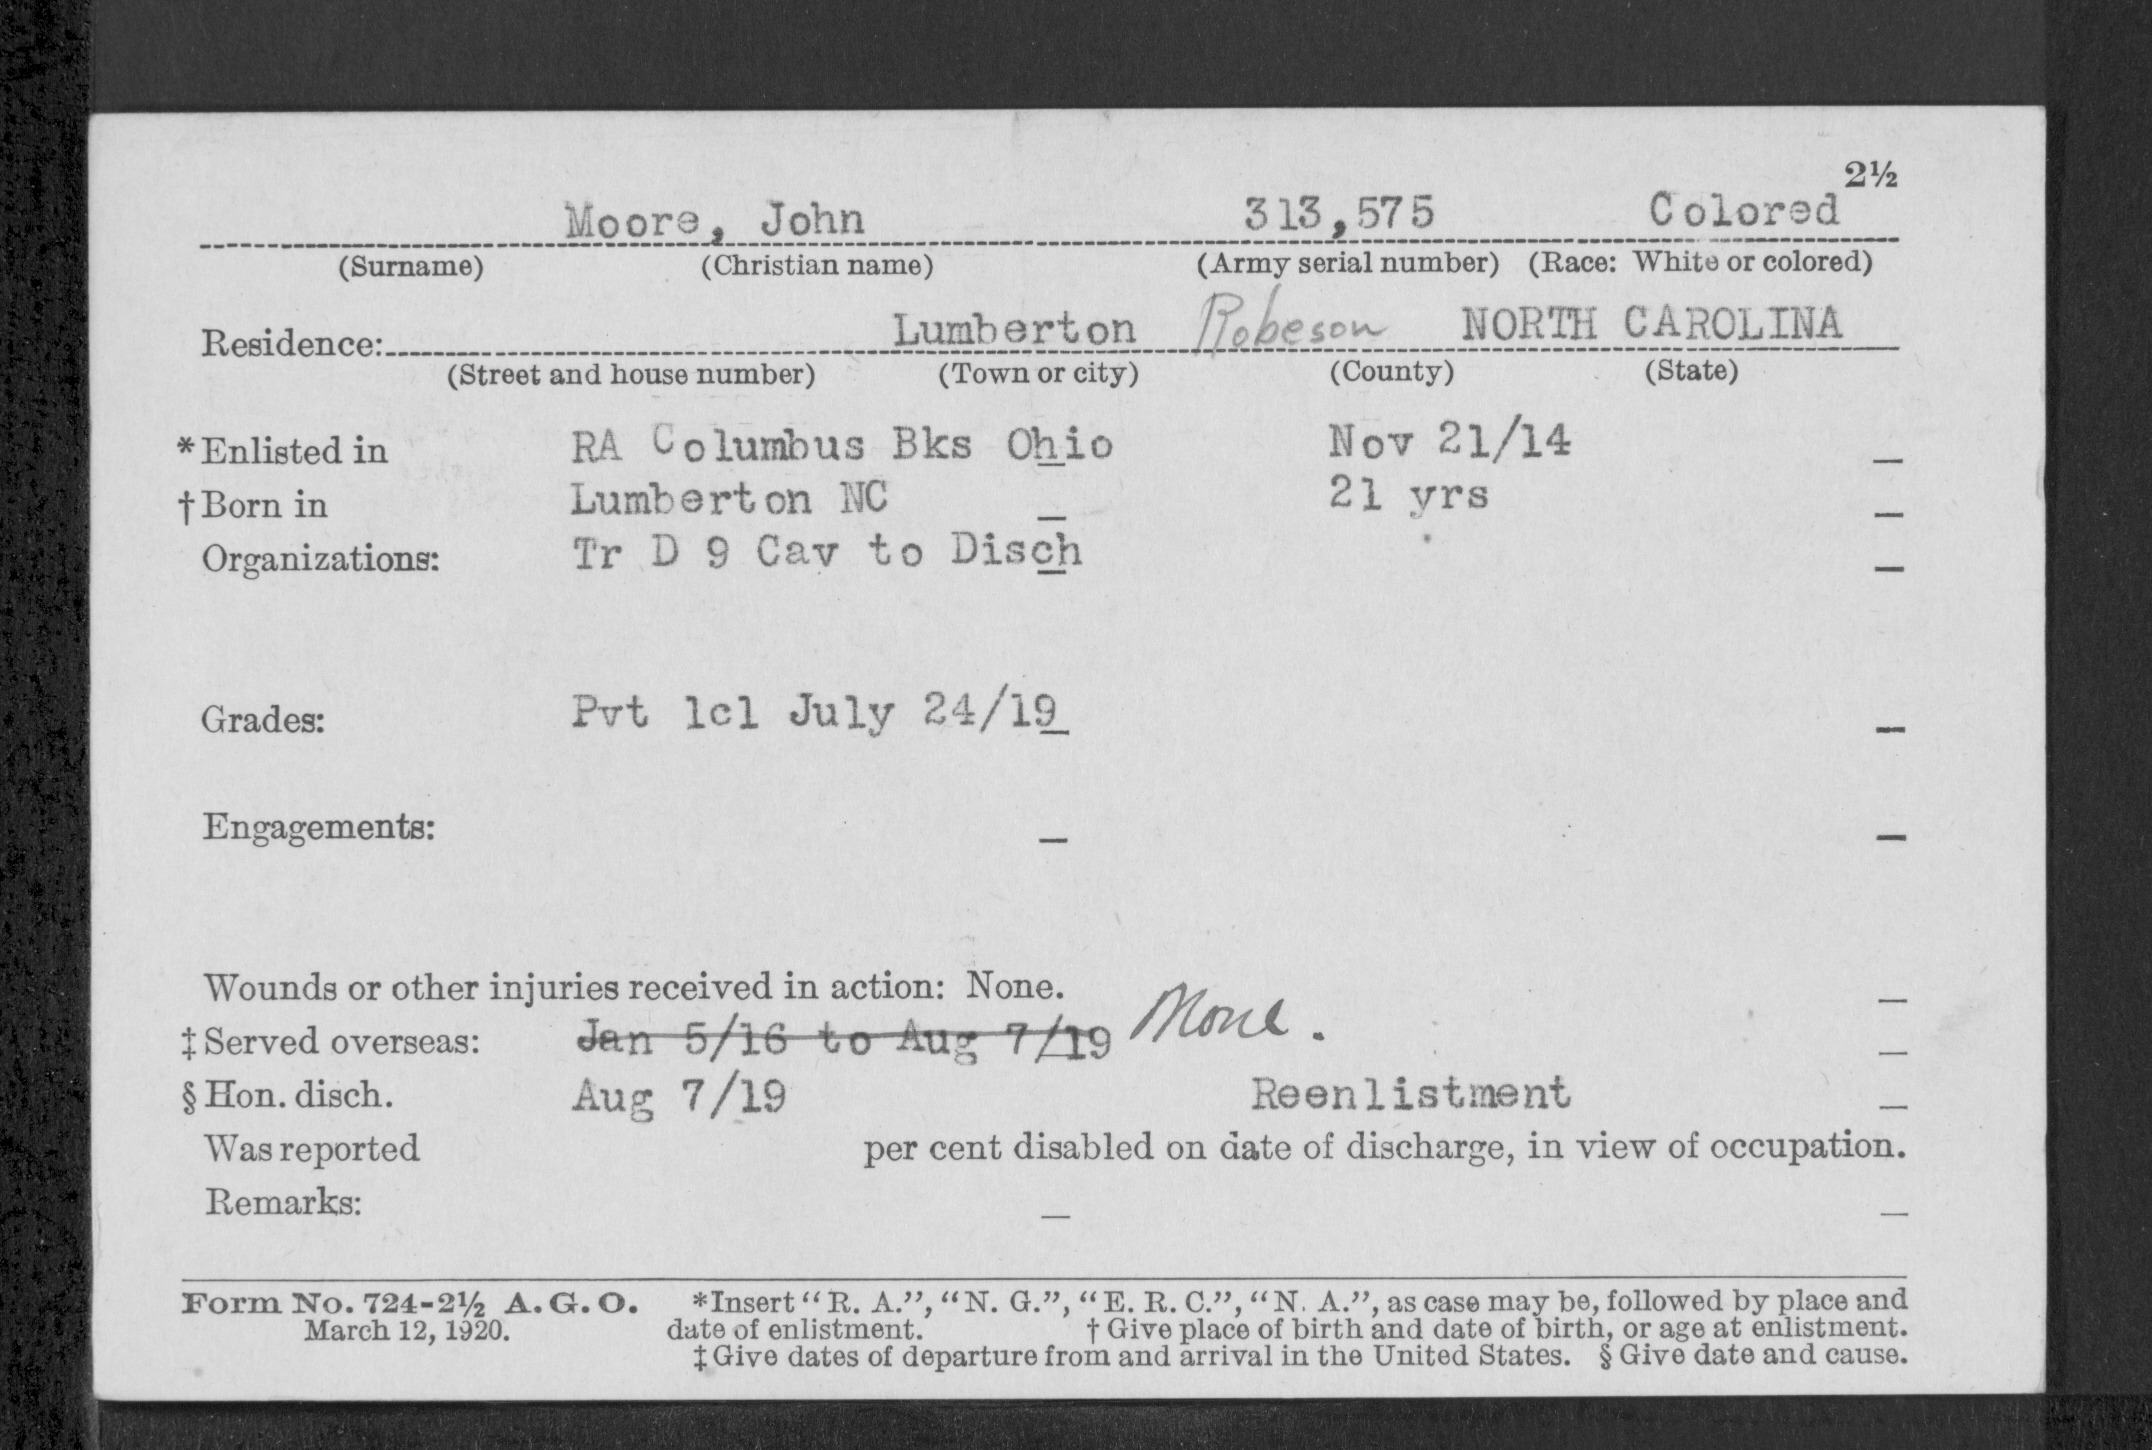 2½
Moore, John 313,575 Colored
(Surname) (Christian name) (Army serial number) (Race: White or colored)
Residence: Lumberton Robeson NORTH CAROLINA
(Street and house number) (Town or city) (County) (State)
*Enlisted in RA Columbus Bks Ohio Nov 21/14
†Born in Lumberton NC 21 yrs
Organizations: Tr D 9 Cav to Disch
Grades: Pvt 1cl July 24/19
Engagements:
Wounds or other injuries received in action: None.
‡Served overseas: Jan 5/16 to Aug 7/19 None.
§Hon. disch. Aug 7/19 Reenlistment
Was reported per cent disabled on date of discharge, in view of occupation.
Remarks:
Form No. 724-2½ A. G. O. *Insert "R. A.", "N. G.", "E. R. C.", "N. A.", as case may be, followed by place and
March 12, 1920. date of enlistment. †Give place of birth and date of birth, or age at enlistment.
‡Give dates of departure from and arrival in the United States. §Give date and cause.